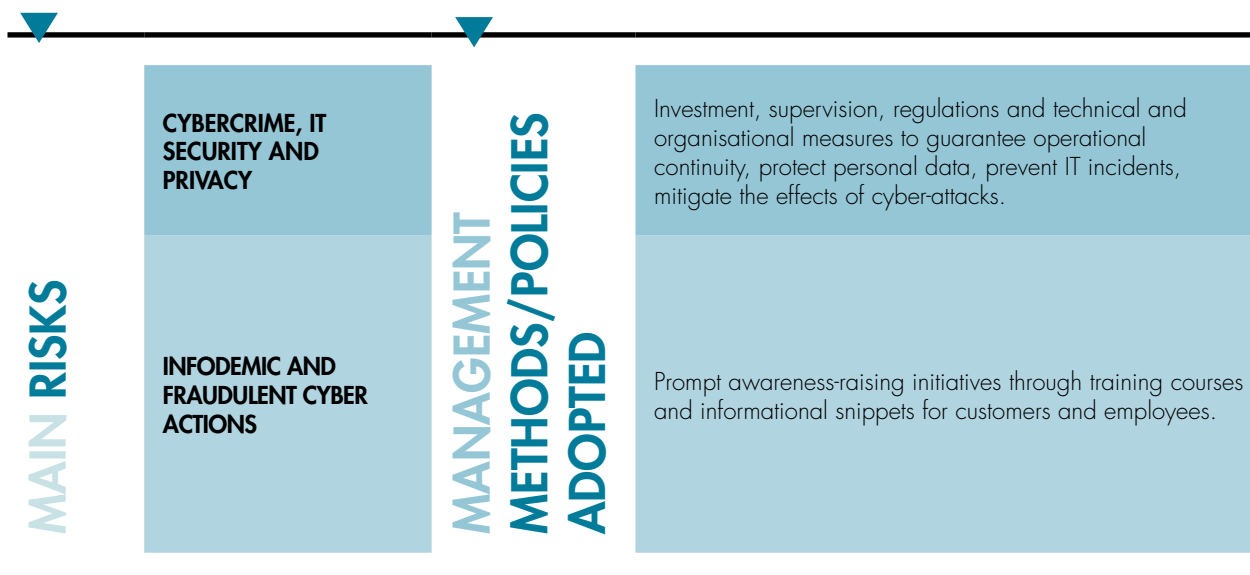 MAIN RISKS
CYBERCRIME, IT
SECURITY AND
PRIVACY
INFODEMIC AND
FRAUDULENT CYBER
ACTIONS
MANAGEMENT
METHODS/POLICIES
ADOPTED
Investment, supervision, regulations and technical and
organisational measures to guarantee operational
continuity, protect personal data, prevent IT incidents,
mitigate the effects of cyber-attacks.
Prompt awareness-raising initiatives through training courses
and informational snippets for customers and employees.